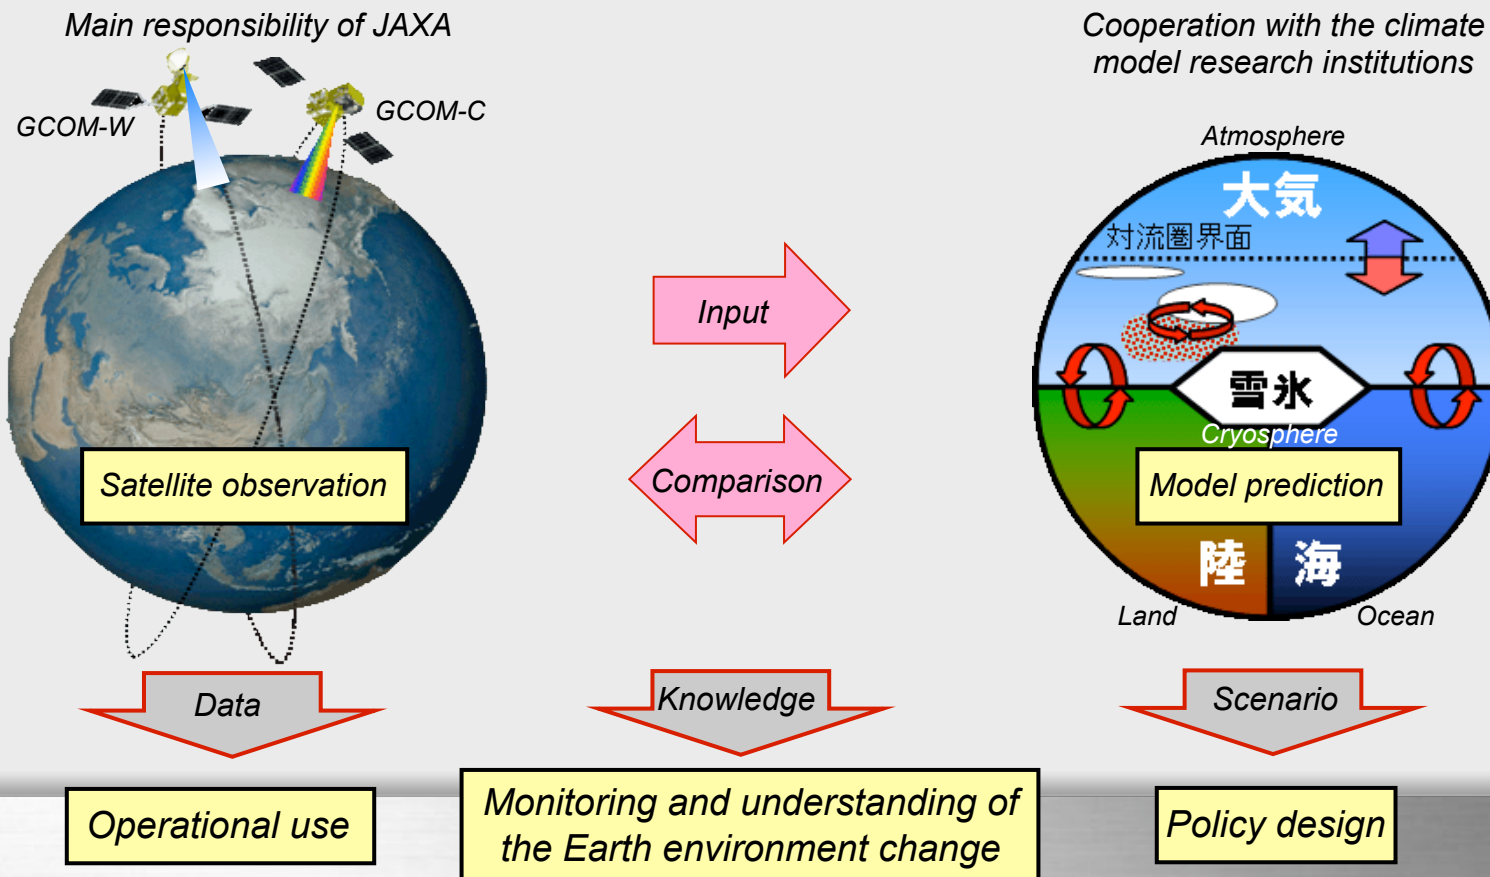 Main responsibility of JAXA
GCOM-W
GCOM-C
Satellite observation
Input
Comparison
Cooperation with the climate
model research institutions
Atmosphere
大気
対流圏界面
雪氷
Cryosphere
Model prediction
陸
海
Land
Ocean
Data
Knowledge
Scenario
Operational use
Monitoring and understanding of
the Earth environment change
Policy design